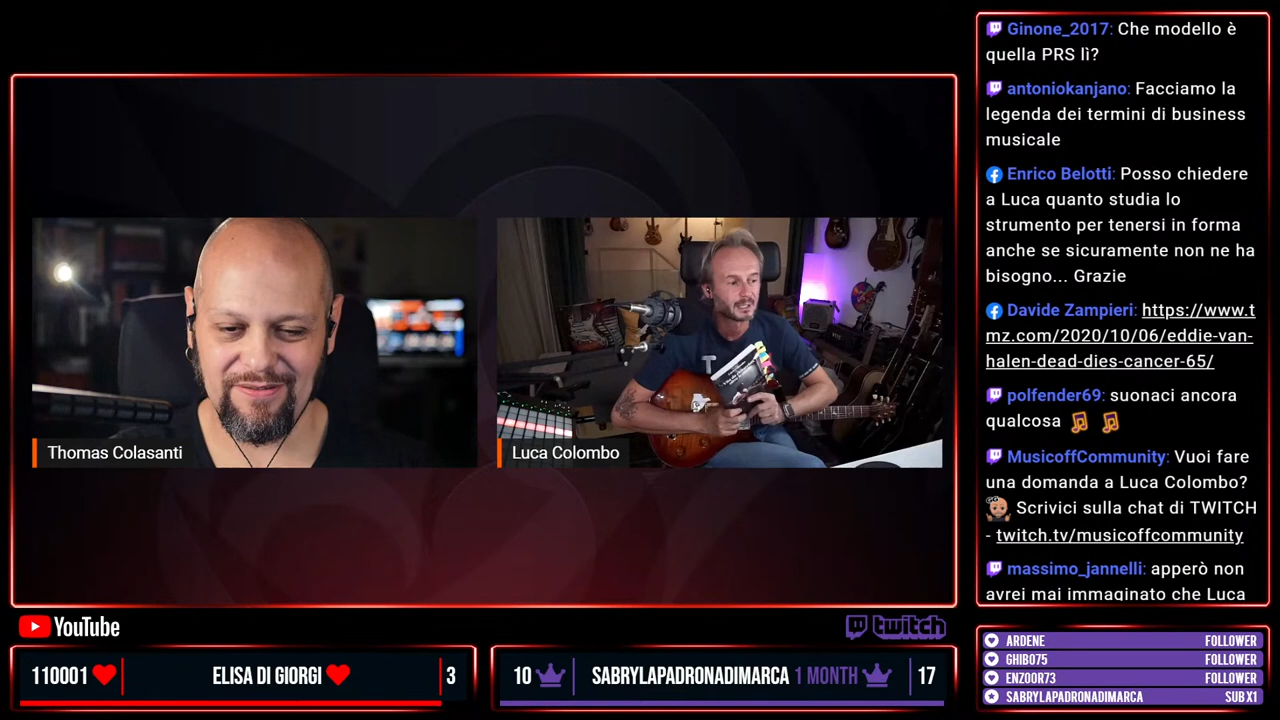 Ginone_2017: Che modello è
quella PRS lì?
antoniokanjano: Facciamo la
legenda dei termini di business
musicale
Enrico Belotti: Posso chiedere
a Luca quanto studia lo
strumento per tenersi in forma
anche se sicuramente non ne ha
bisogno... Grazie
Davide Zampieri: https://www.t
mz.com/2020/10/06/eddie-van-
halen-dead-dies-cancer-65/
polfender69: suonaci ancora
qualcosa
MusicoffCommunity: Vuoi fare
una domanda a Luca Colombo?
Scrivici sulla chat di TWITCH
- twitch.tv/musicoffcommunity
massimo_jannelli: apperò non
avrei mai immaginato che Luca
Thomas Colasanti
Luca Colombo
YouTube
twitch
110001 ELISA DI GIORGI 3
10 SABRYLAPADRONADIMARCA 1 MONTH 17
ARDENE FOLLOWER
GHIBO75 FOLLOWER
ENZOOR73 FOLLOWER
SABRYLAPADRONADIMARCA SUB X1